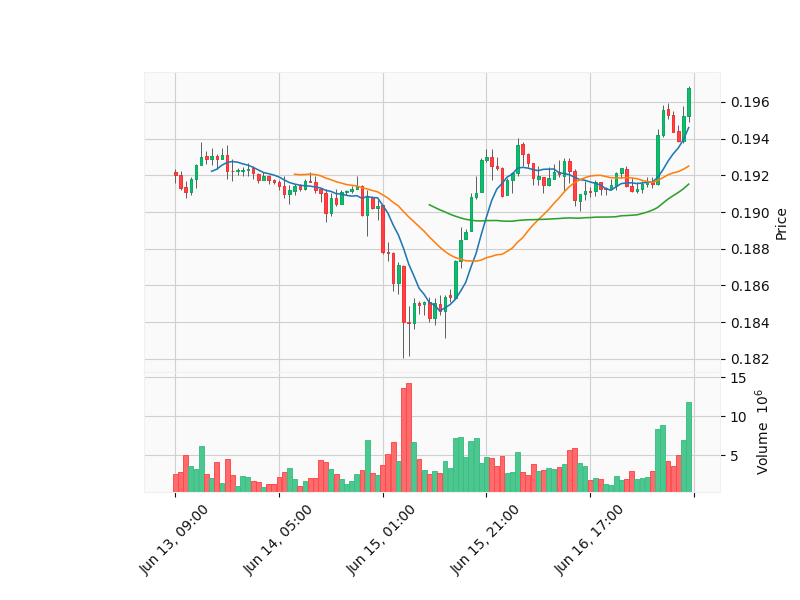 0.196
0.194
0.192
0.190
0.188
0.186
0.184
0.182
Price
15
10
5
Volume 10⁶
Jun 13, 09:00
Jun 14, 05:00
Jun 15, 01:00
Jun 15, 21:00
Jun 16, 17:00